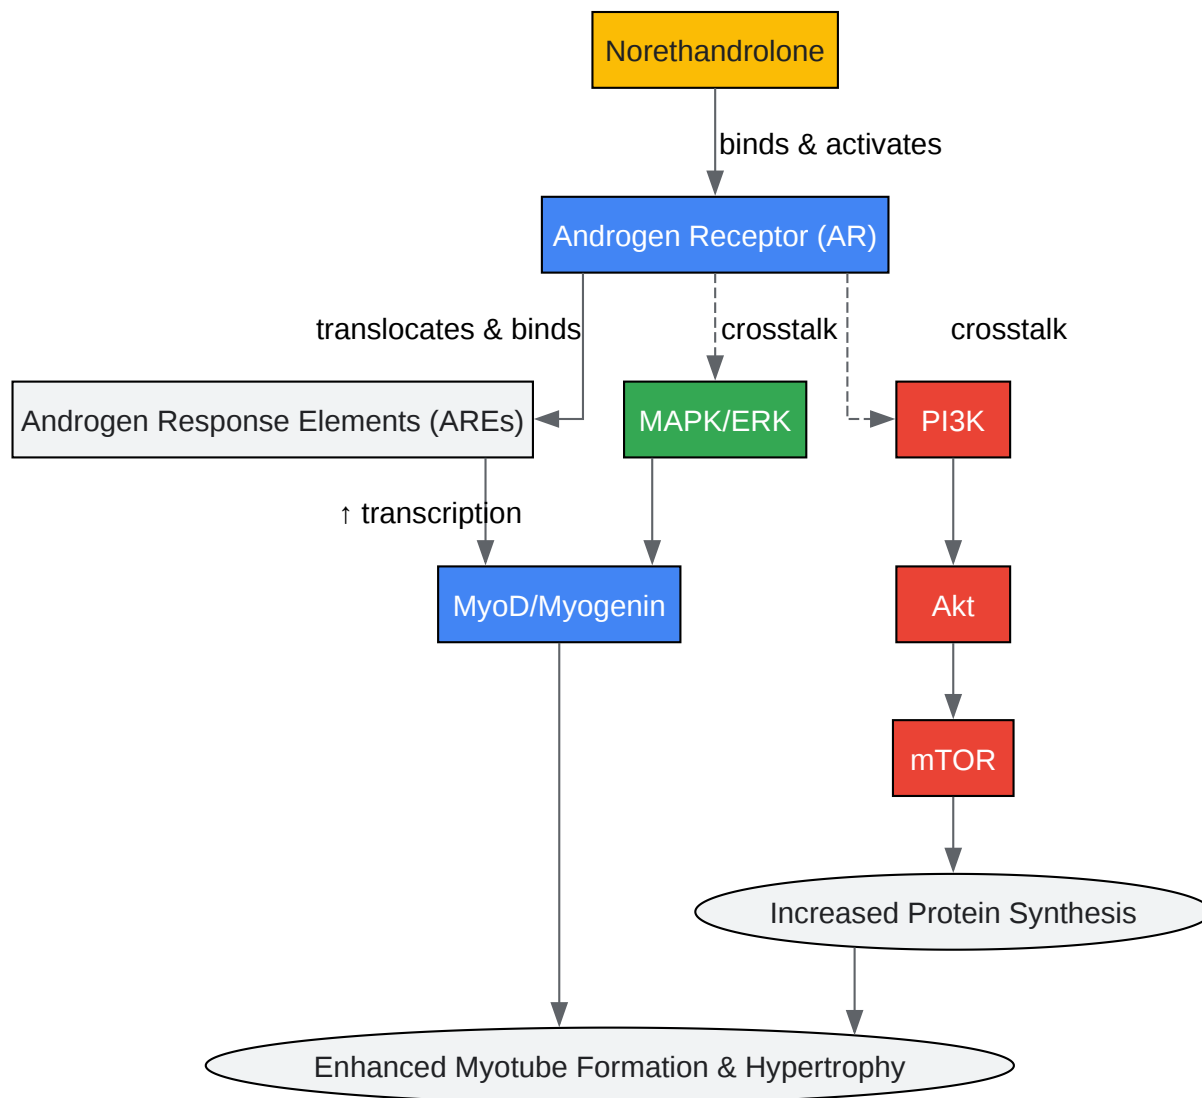 Norethandrolone
binds & activates
Androgen Receptor (AR)
translocates & binds
crosstalk
crosstalk
Androgen Response Elements (AREs)
MAPK/ERK
PI3K
↑ transcription
MyoD/Myogenin
Akt
mTOR
Increased Protein Synthesis
Enhanced Myotube Formation & Hypertrophy